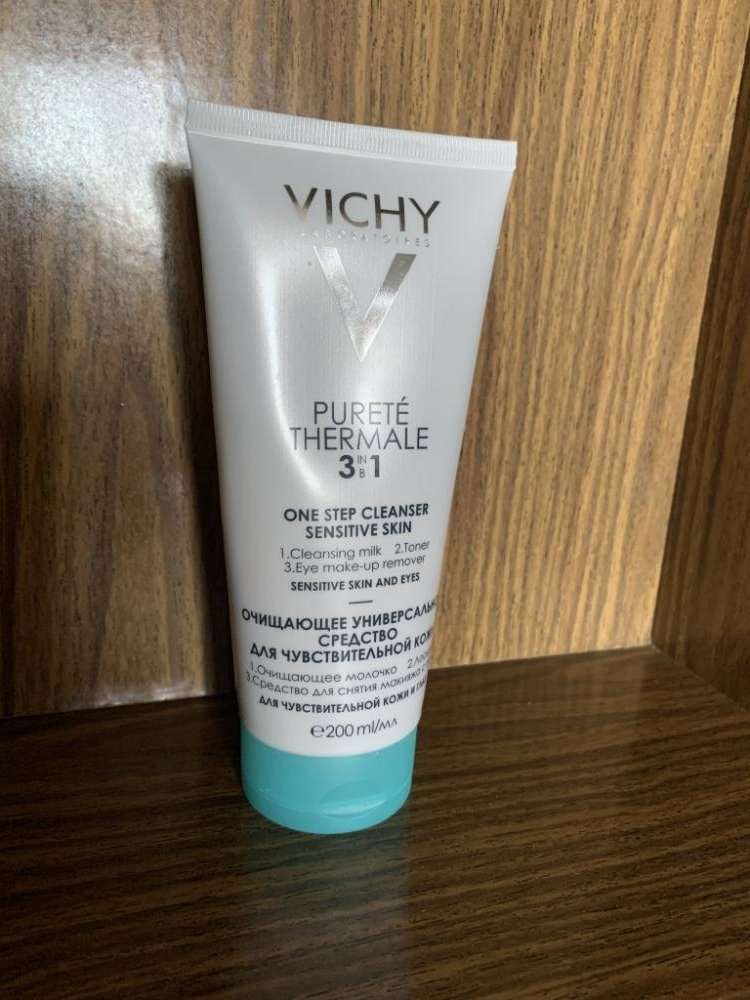 VICHY
LABORATOIRES
V
PURETÉ
THERMALE
3 IN В 1
ONE STEP CLEANSER
SENSITIVE SKIN
1.Cleansing milk 2.Toner
3.Eye make-up remover
SENSITIVE SKIN AND EYES
ОЧИЩАЮЩЕЕ
СРЕДСТВО
ДЛЯ ЧУВСТВИТЕЛЬНОЙ
1.Очищающее молочко
3.Средство для снятия макияжа
ДЛЯ ЧУВСТВИТЕЛЬНОЙ КОЖИ И
℮200 ml/мл